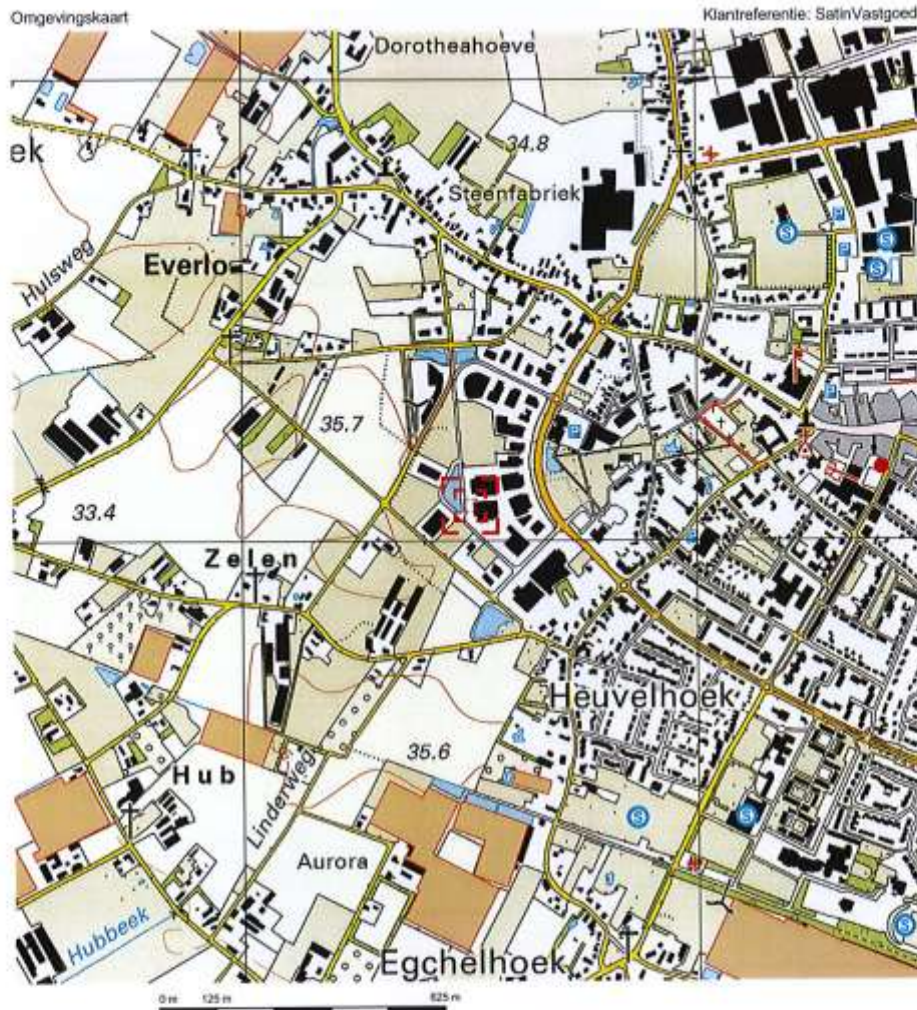 Omgevingskaart
Klantreferentie: SatinVastgoed
Dorotheahoeve
ek
34.8
Steenfabriek
Hulsweg
Everlo
S
P
S
P
S
35.7
P
P
33.4
Zelen
P
Heuvelhoek
35.6
Hub
Linderweg
S
S
Aurora
Hubbeek
S
Egchelhoek
0 m 125 m 625 m